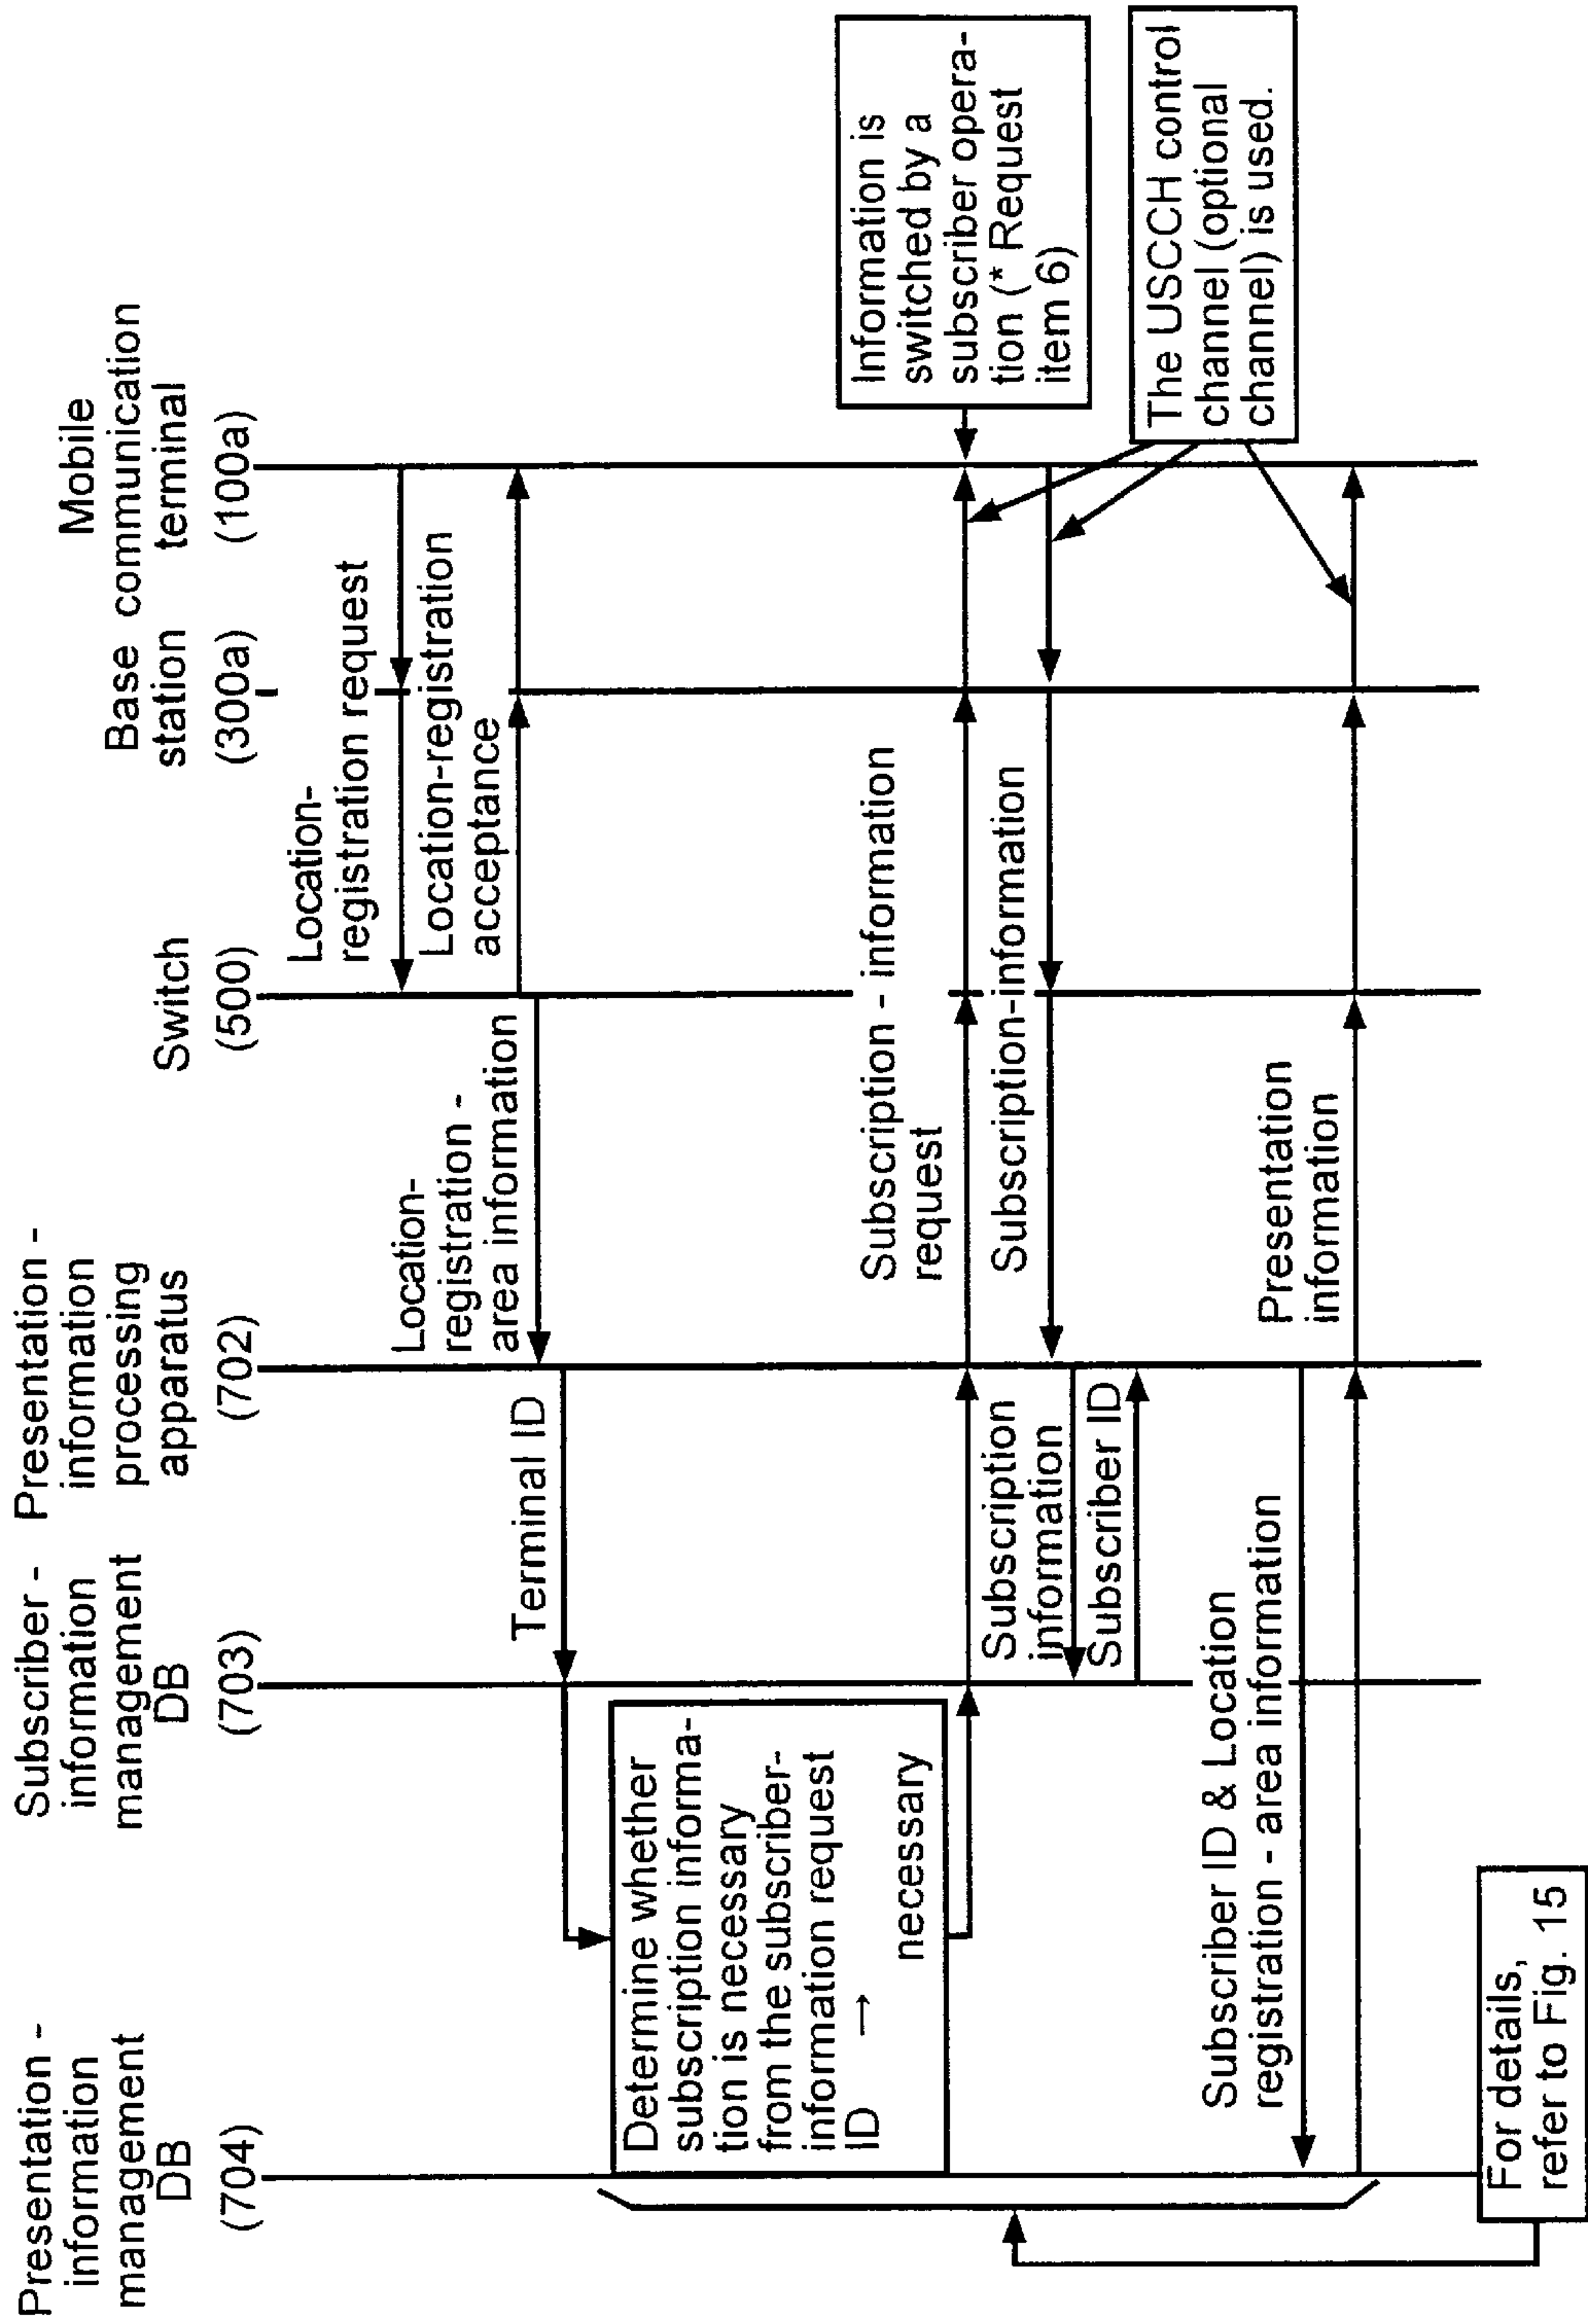 Presentation -
information
management
DB
(704)
Subscriber -
information
management
DB
(703)
Presentation -
information
processing
apparatus
(702)
Switch
(500)
Base
station
(300a)
Mobile
communication
terminal
(100a)
Location-
registration request
Location-registration
acceptance
Location-
registration -
area information
Terminal ID
Determine whether
subscription informa-
tion is necessary
from the subscriber-
information request
ID →
necessary
Subscription - information
request
Information is
switched by a
subscriber opera-
tion (* Request
item 6)
Subscription-information
Subscription
information
Subscriber ID
The USCCH control
channel (optional
channel) is used.
Subscriber ID & Location
registration - area information
Presentation
information
For details,
refer to Fig. 15